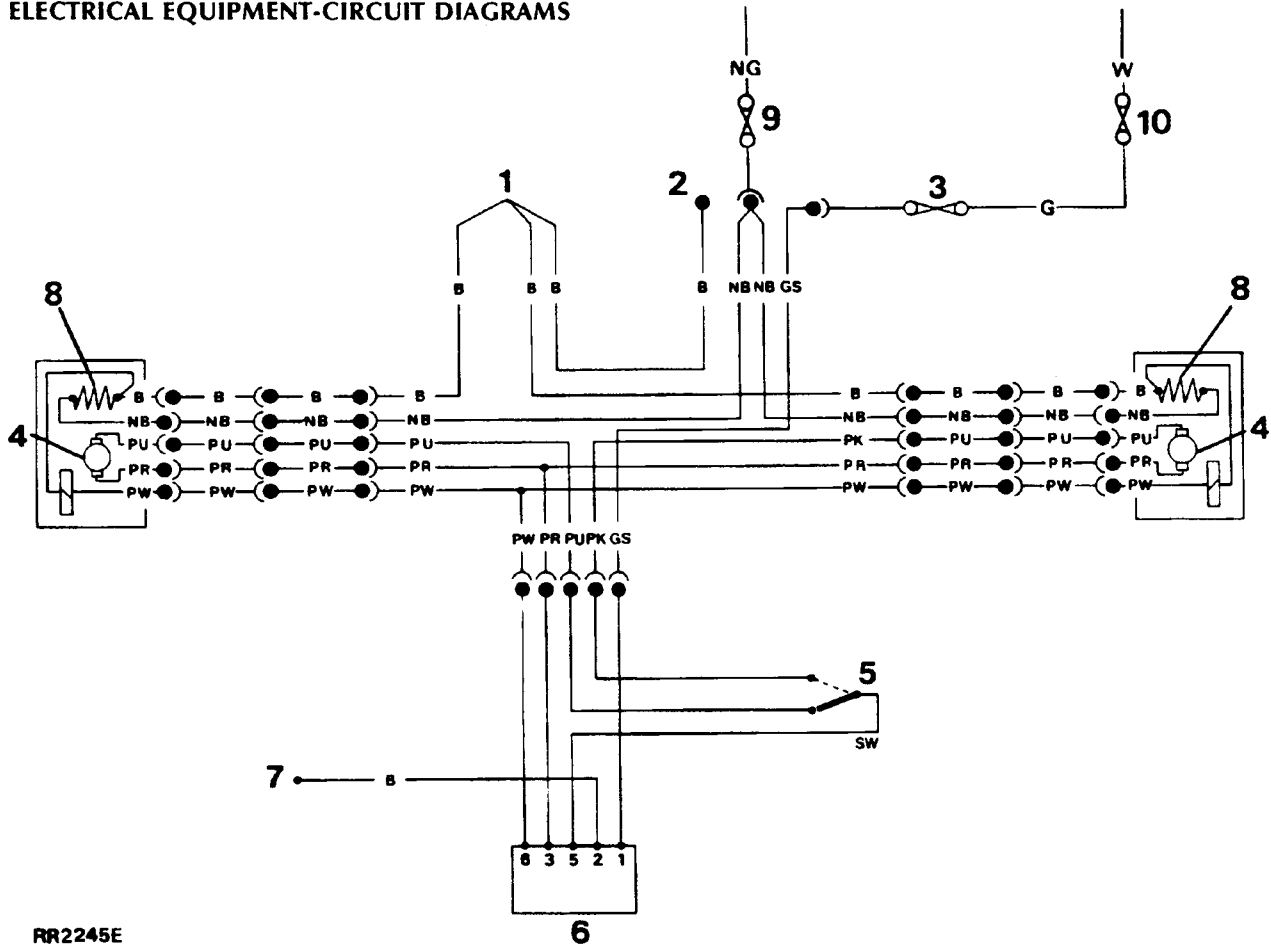 ELECTRICAL EQUIPMENT-CIRCUIT DIAGRAMS
NG W
9 10
1 2 3
G
8 B B B B NB NB GS 8
B B B B B B B B
NB NB NB NB NB NB NB NB
4 PU PU PU PU PK PU PU PU 4
PR PR PR PR PR PR PR PR
PW PW PW PW PW PW PW PW
PW PR PU PK GS
5
SW
7 B
6 3 5 2 1
6
RR2245E